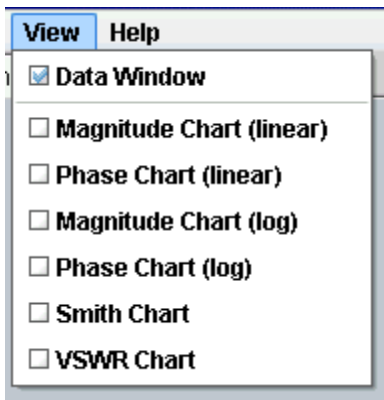 View Help
Data Window
Magnitude Chart (linear)
Phase Chart (linear)
Magnitude Chart (log)
Phase Chart (log)
Smith Chart
VSWR Chart